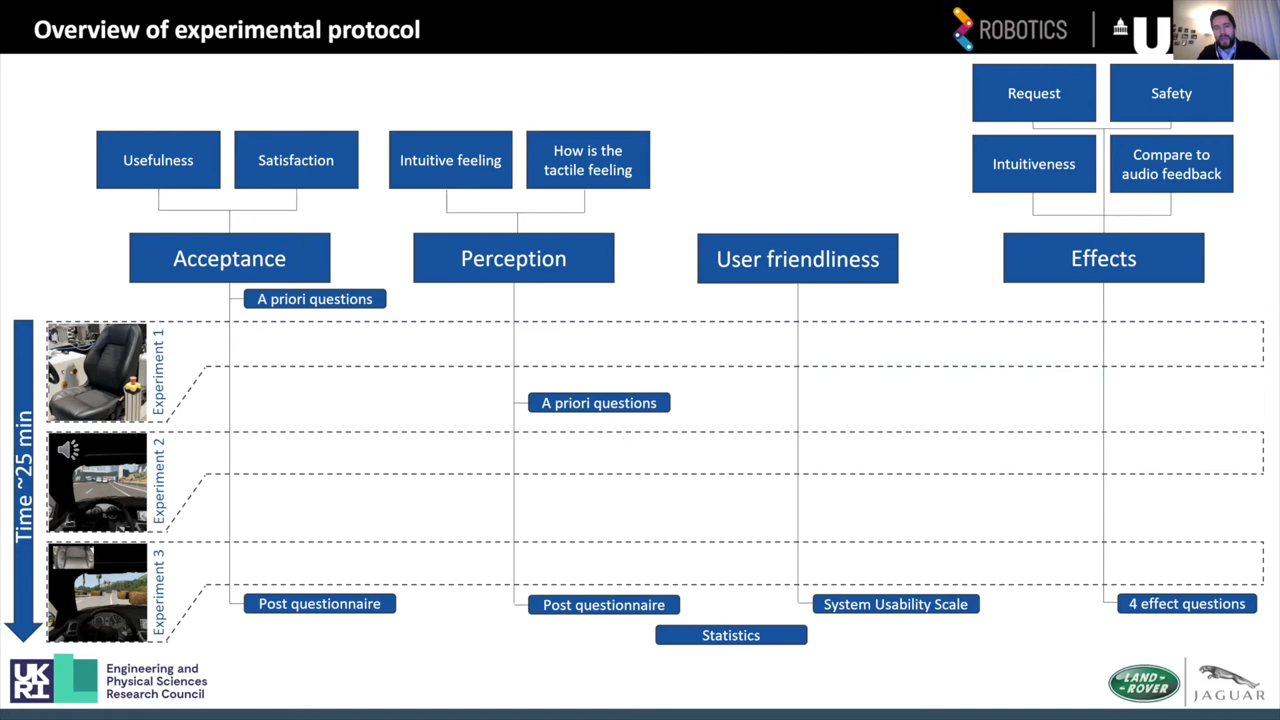 Overview of experimental protocol
ROBOTICS
U
Request
Safety
Usefulness
Satisfaction
Intuitive feeling
How is the
tactile feeling
Intuitiveness
Compare to
audio feedback
Acceptance
Perception
User friendliness
Effects
A priori questions
Experiment 1
A priori questions
Time ~25 min
Experiment 2
Experiment 3
Post questionnaire
Post questionnaire
System Usability Scale
4 effect questions
Statistics
UK
RI
Engineering and
Physical Sciences
Research Council
LAND-
ROVER
JAGUAR